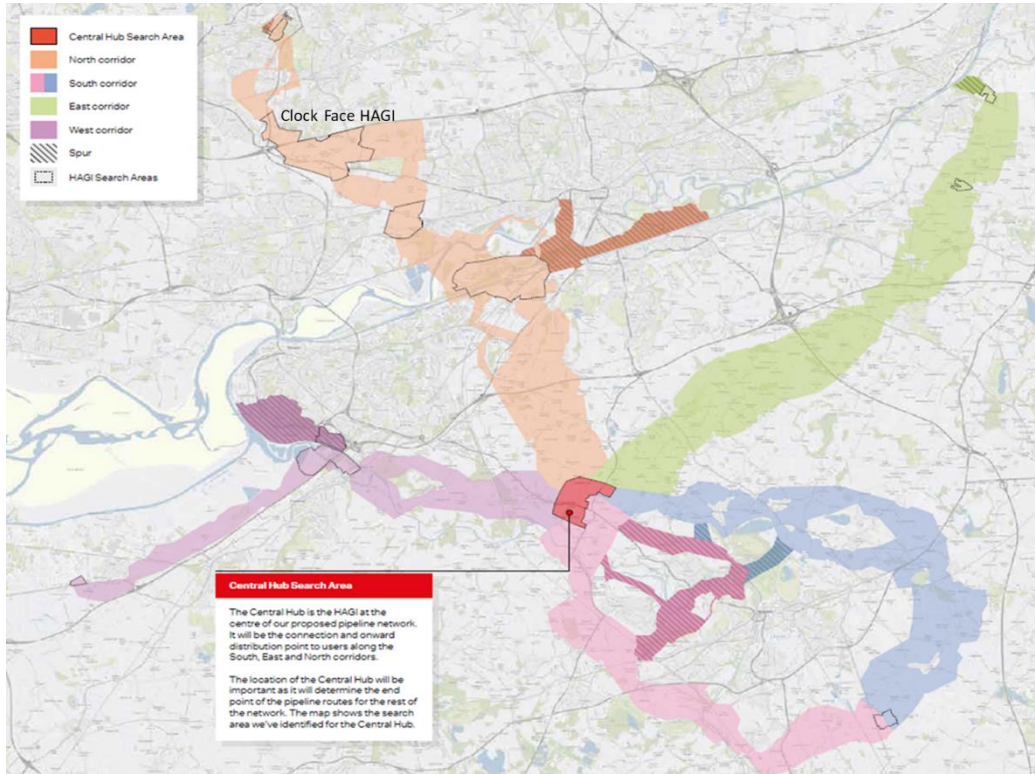 Central Hub Search Area
North corridor
South corridor
East corridor
West corridor
Spur
HAGI Search Areas
Clock Face HAGI
Central Hub Search Area
The Central Hub is the HAGI at the
centre of our proposed pipeline network.
It will be the connection and onward
distribution point to users along the
South, East and North corridors.
The location of the Central Hub will be
important as it will determine the end
point of the pipeline routes for the rest of
the network. The map shows the search
area we've identified for the Central Hub.